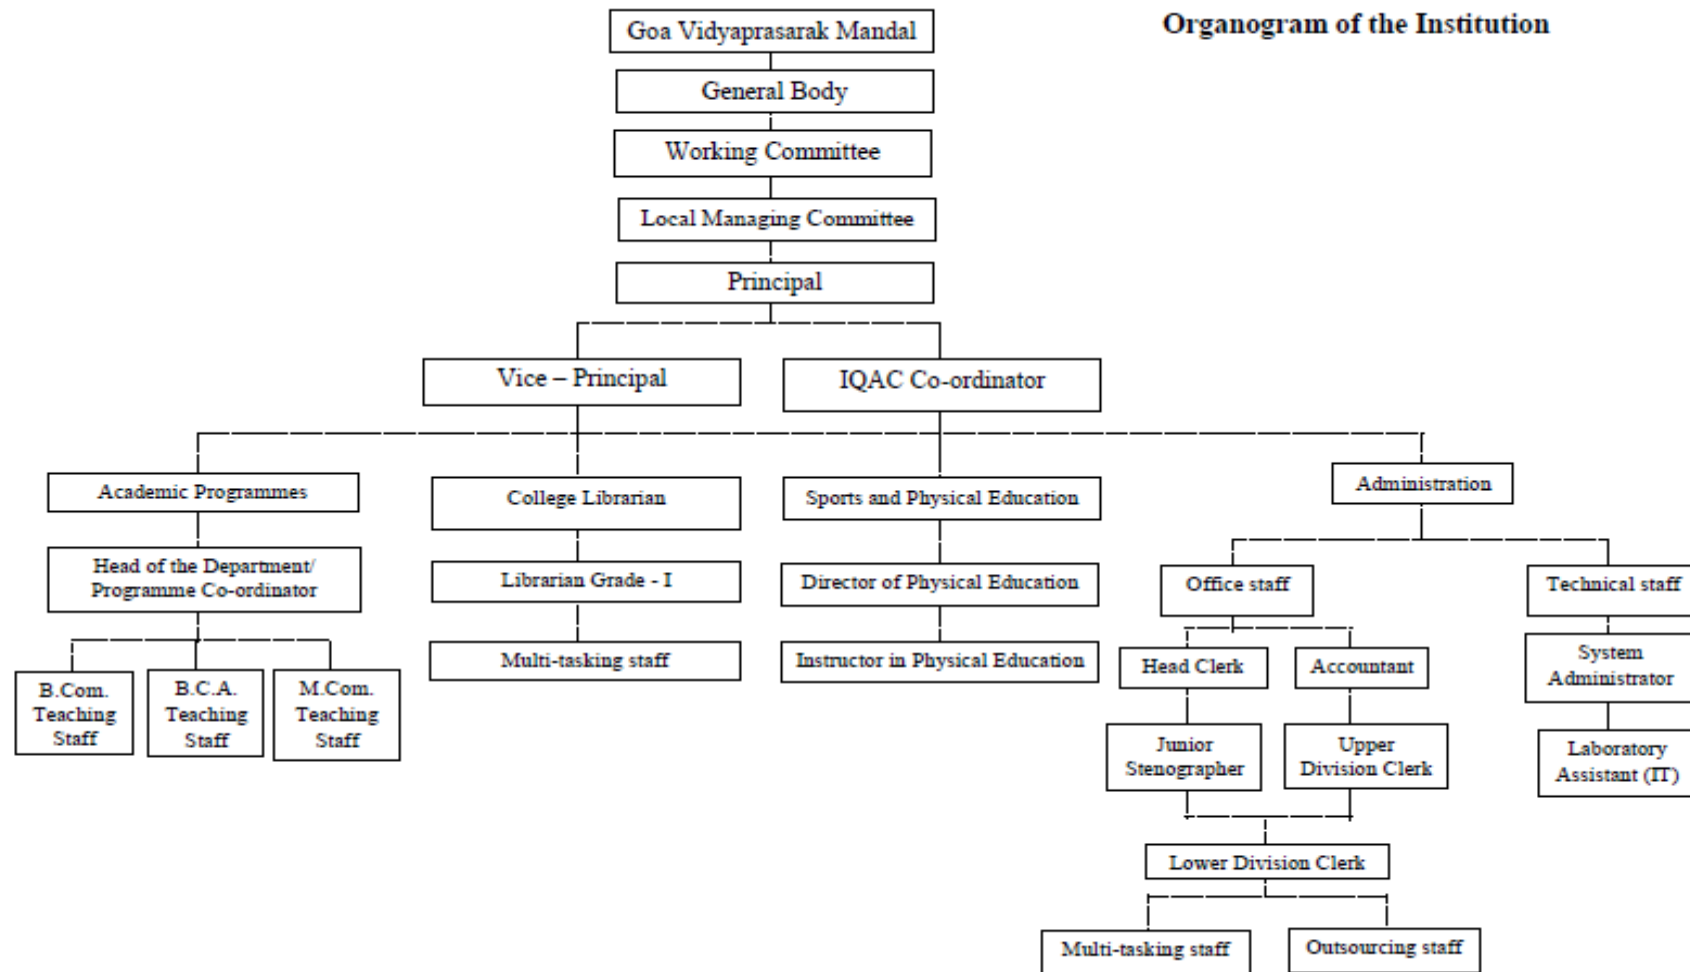 Organogram of the Institution
Goa Vidyaprasarak Mandal
General Body
Working Committee
Local Managing Committee
Principal
Vice – Principal
IQAC Co-ordinator
Academic Programmes
College Librarian
Sports and Physical Education
Administration
Head of the Department/
Programme Co-ordinator
Librarian Grade - I
Director of Physical Education
Office staff
Technical staff
B.Com.
Teaching
Staff
B.C.A.
Teaching
Staff
M.Com.
Teaching
Staff
Multi-tasking staff
Instructor in Physical Education
Head Clerk
Accountant
System
Administrator
Junior
Stenographer
Upper
Division Clerk
Laboratory
Assistant (IT)
Lower Division Clerk
Multi-tasking staff
Outsourcing staff